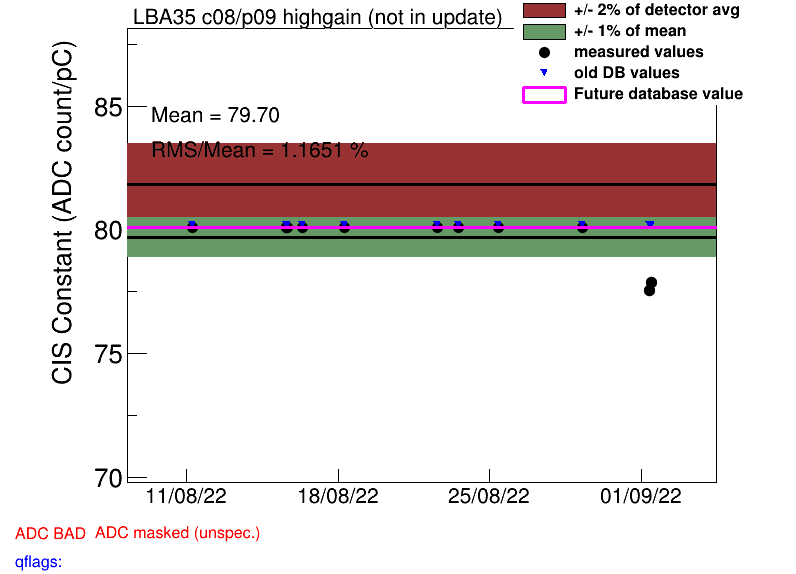 LBA35 c08/p09 highgain (not in update)
+/- 2% of detector avg
+/- 1% of mean
measured values
old DB values
Future database value
CIS Constant (ADC count/pC)
Mean = 79.70
RMS/Mean = 1.1651 %
85
80
75
70
11/08/22 18/08/22 25/08/22 01/09/22
ADC BAD ADC masked (unspec.)
qflags: